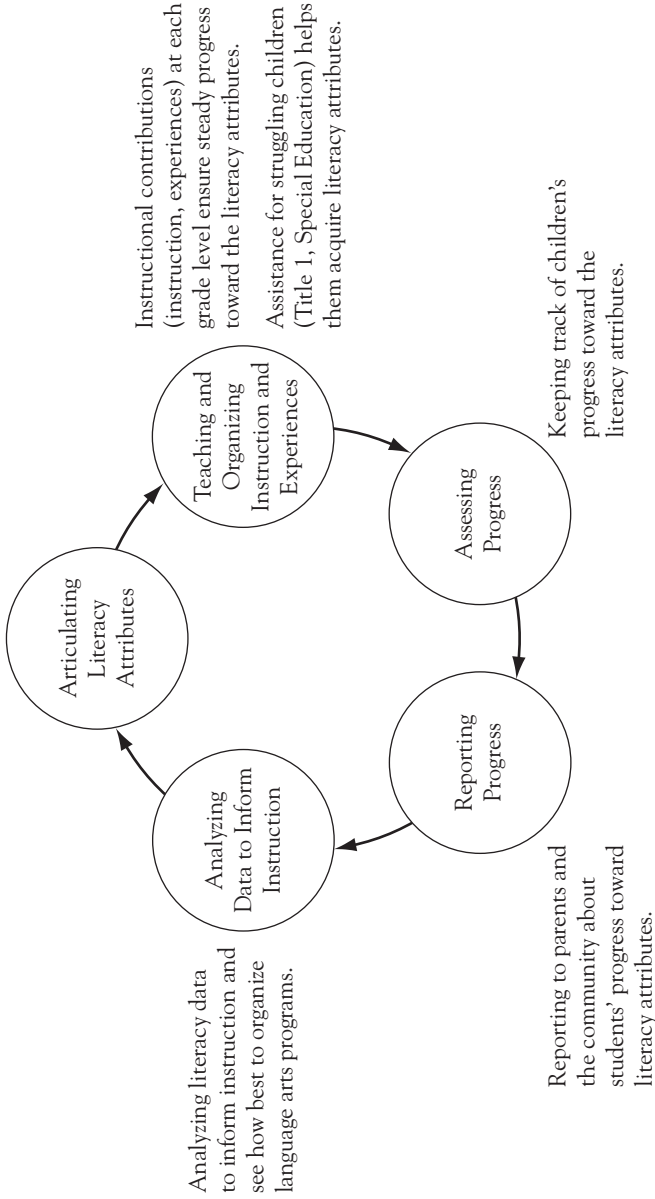 Articulating
Literacy
Attributes
Teaching and
Organizing
Instruction and
Experiences
Instructional contributions
(instruction, experiences) at each
grade level ensure steady progress
toward the literacy attributes.
Assistance for struggling children
(Title 1, Special Education) helps
them acquire literacy attributes.
Assessing
Progress
Keeping track of children's
progress toward the
literacy attributes.
Reporting
Progress
Reporting to parents and
the community about
students' progress toward
literacy attributes.
Analyzing
Data to Inform
Instruction
Analyzing literacy data
to inform instruction and
see how best to organize
language arts programs.